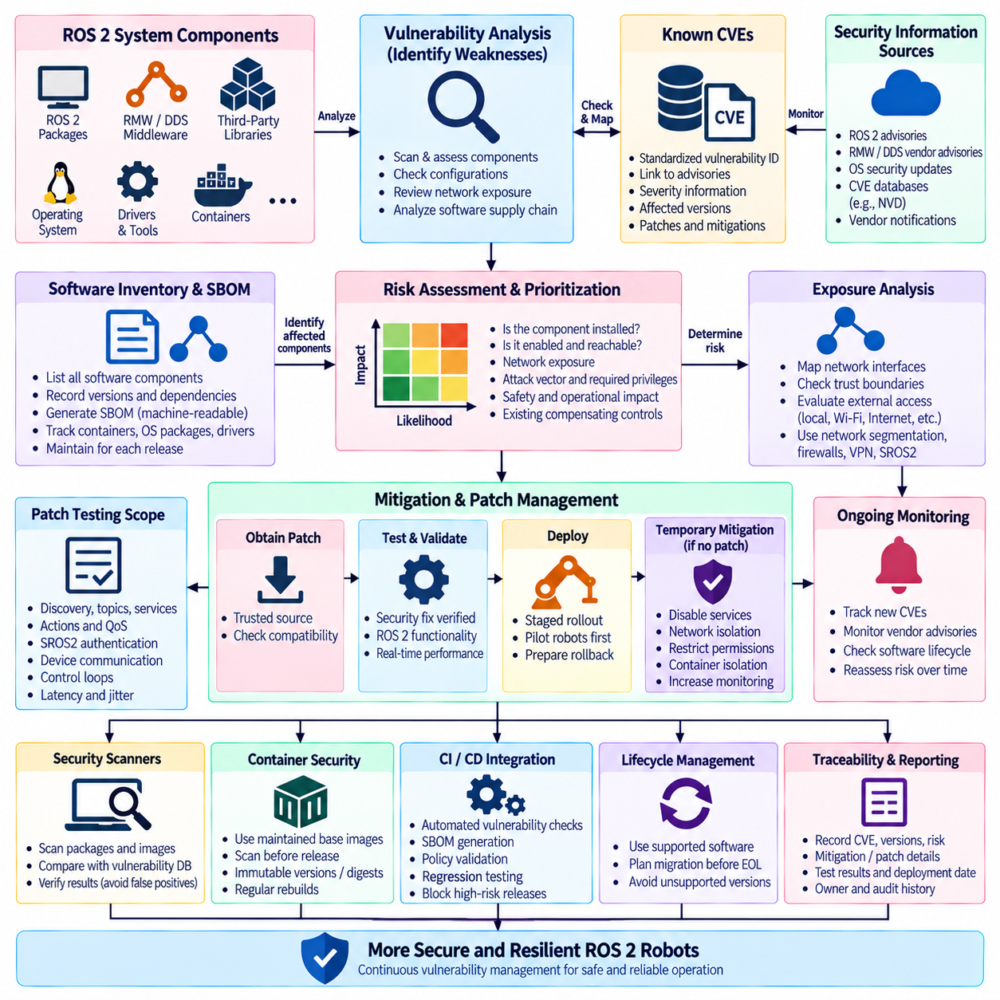 ROS 2 System Components
ROS 2
Packages
RMW / DDS
Middleware
Third-Party
Libraries
Operating
System
Drivers
& Tools
Containers
...
Analyze
Vulnerability Analysis
(Identify Weaknesses)
• Scan & assess components
• Check configurations
• Review network exposure
• Analyze software supply chain
Check
& Map
Known CVEs
CVE
• Standardized vulnerability ID
• Link to advisories
• Severity information
• Affected versions
• Patches and mitigations
Monitor
Security Information
Sources
• ROS 2 advisories
• RMW / DDS vendor advisories
• OS security updates
• CVE databases
(e.g., NVD)
• Vendor notifications
Software Inventory & SBOM
• List all software components
• Record versions and dependencies
• Generate SBOM (machine-readable)
• Track containers, OS packages, drivers
• Maintain for each release
Identify
affected
components
Risk Assessment & Prioritization
Impact
Likelihood
• Is the component installed?
• Is it enabled and reachable?
• Network exposure
• Attack vector and required privileges
• Safety and operational impact
• Existing compensating controls
Determine
risk
Exposure Analysis
• Map network interfaces
• Check trust boundaries
• Evaluate external access
(local, Wi-Fi, Internet, etc.)
• Use network segmentation,
firewalls, VPN, SROS2
Patch Testing Scope
• Discovery, topics, services
• Actions and QoS
• SROS2 authentication
• Device communication
• Control loops
• Latency and jitter
Mitigation & Patch Management
Obtain Patch
• Trusted source
• Check compatibility
Test & Validate
• Security fix verified
• ROS 2 functionality
• Real-time performance
Deploy
• Staged rollout
• Pilot robots first
• Prepare rollback
Temporary Mitigation
(if no patch)
• Disable services
• Network isolation
• Restrict permissions
• Container isolation
• Increase monitoring
Ongoing Monitoring
• Track new CVEs
• Monitor vendor advisories
• Check software lifecycle
• Reassess risk over time
Security Scanners
• Scan packages and images
• Compare with vulnerability DB
• Verify results (avoid false positives)
Container Security
• Use maintained base images
• Scan before release
• Immutable versions / digests
• Regular rebuilds
CI / CD Integration
• Automated vulnerability checks
• SBOM generation
• Policy validation
• Regression testing
• Block high-risk releases
Lifecycle Management
• Use supported software
• Plan migration before EOL
• Avoid unsupported versions
Traceability & Reporting
• Record CVE, versions, risk
• Mitigation / patch details
• Test results and deployment date
• Owner and audit history
More Secure and Resilient ROS 2 Robots
Continuous vulnerability management for safe and reliable operation